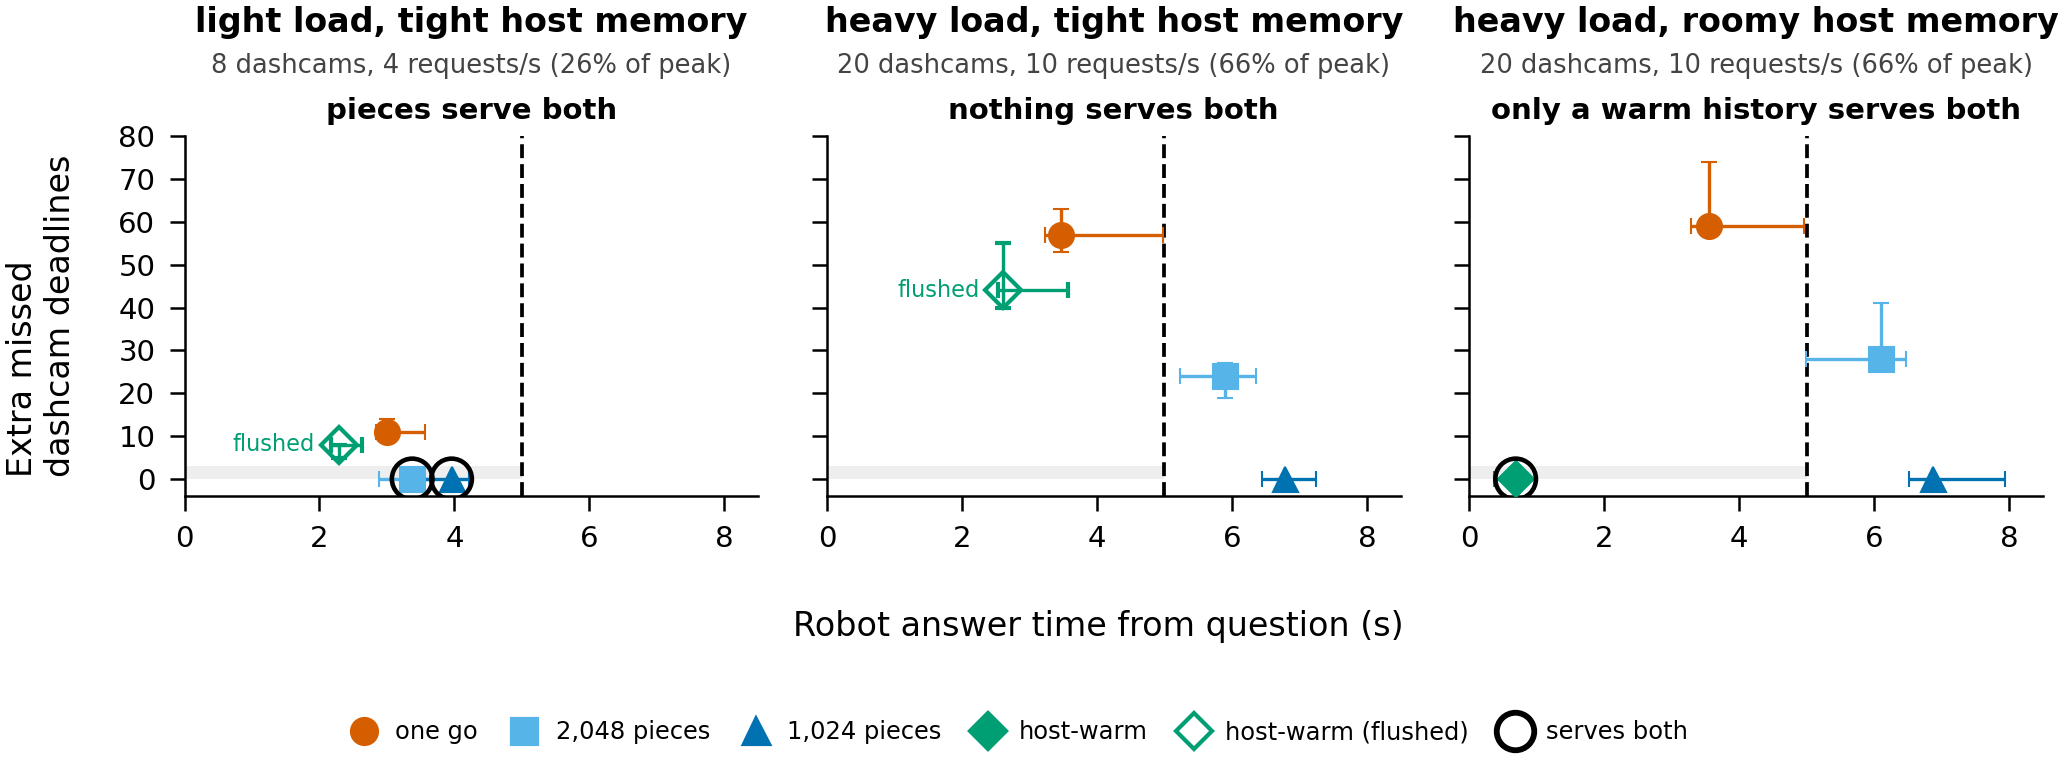 light load, tight host memory
8 dashcams, 4 requests/s (26% of peak)
pieces serve both
heavy load, tight host memory
20 dashcams, 10 requests/s (66% of peak)
nothing serves both
heavy load, roomy host memory
20 dashcams, 10 requests/s (66% of peak)
only a warm history serves both
Extra missed
dashcam deadlines
80
70
60
50
40
30
20
10
0
flushed
flushed
0 2 4 6 8
0 2 4 6 8
0 2 4 6 8
Robot answer time from question (s)
one go
2,048 pieces
1,024 pieces
host-warm
host-warm (flushed)
serves both